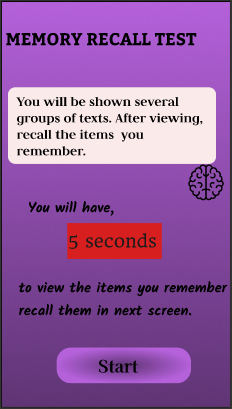 MEMORY RECALL TEST
You will be shown several
groups of texts. After viewing,
recall the items you
remember.
You will have,
5 seconds
to view the items you remember
recall them in next screen.
Start